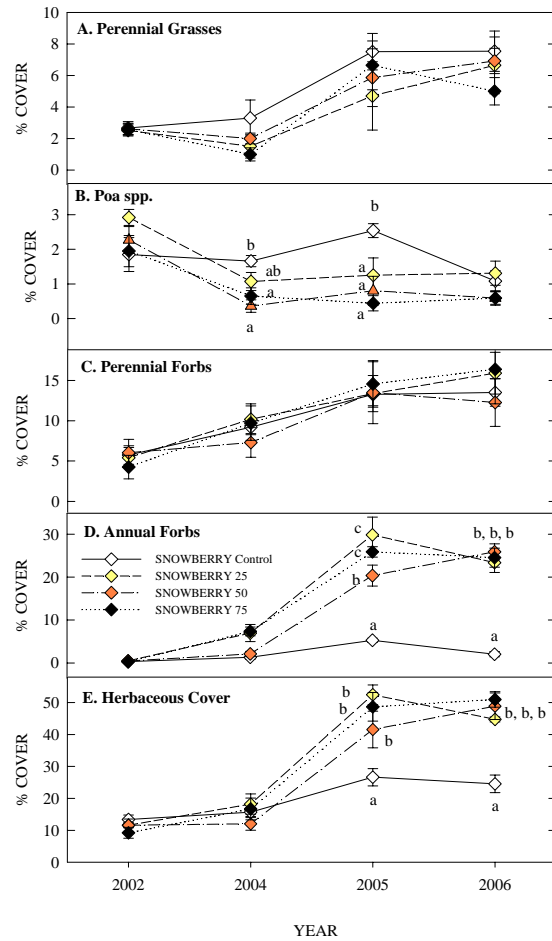 10
A. Perennial Grasses
8
6
4
2
0
% COVER
B. Poa spp.
3
2
1
0
% COVER
b
b
ab
a
a
a
a
a
C. Perennial Forbs
15
10
5
0
% COVER
D. Annual Forbs
30
20
10
0
% COVER
SNOWBERRY Control
SNOWBERRY 25
SNOWBERRY 50
SNOWBERRY 75
c
c
b
a
b, b, b
a
E. Herbaceous Cover
50
40
30
20
10
0
% COVER
b
b
b
a
b, b, b
a
2002 2004 2005 2006
YEAR